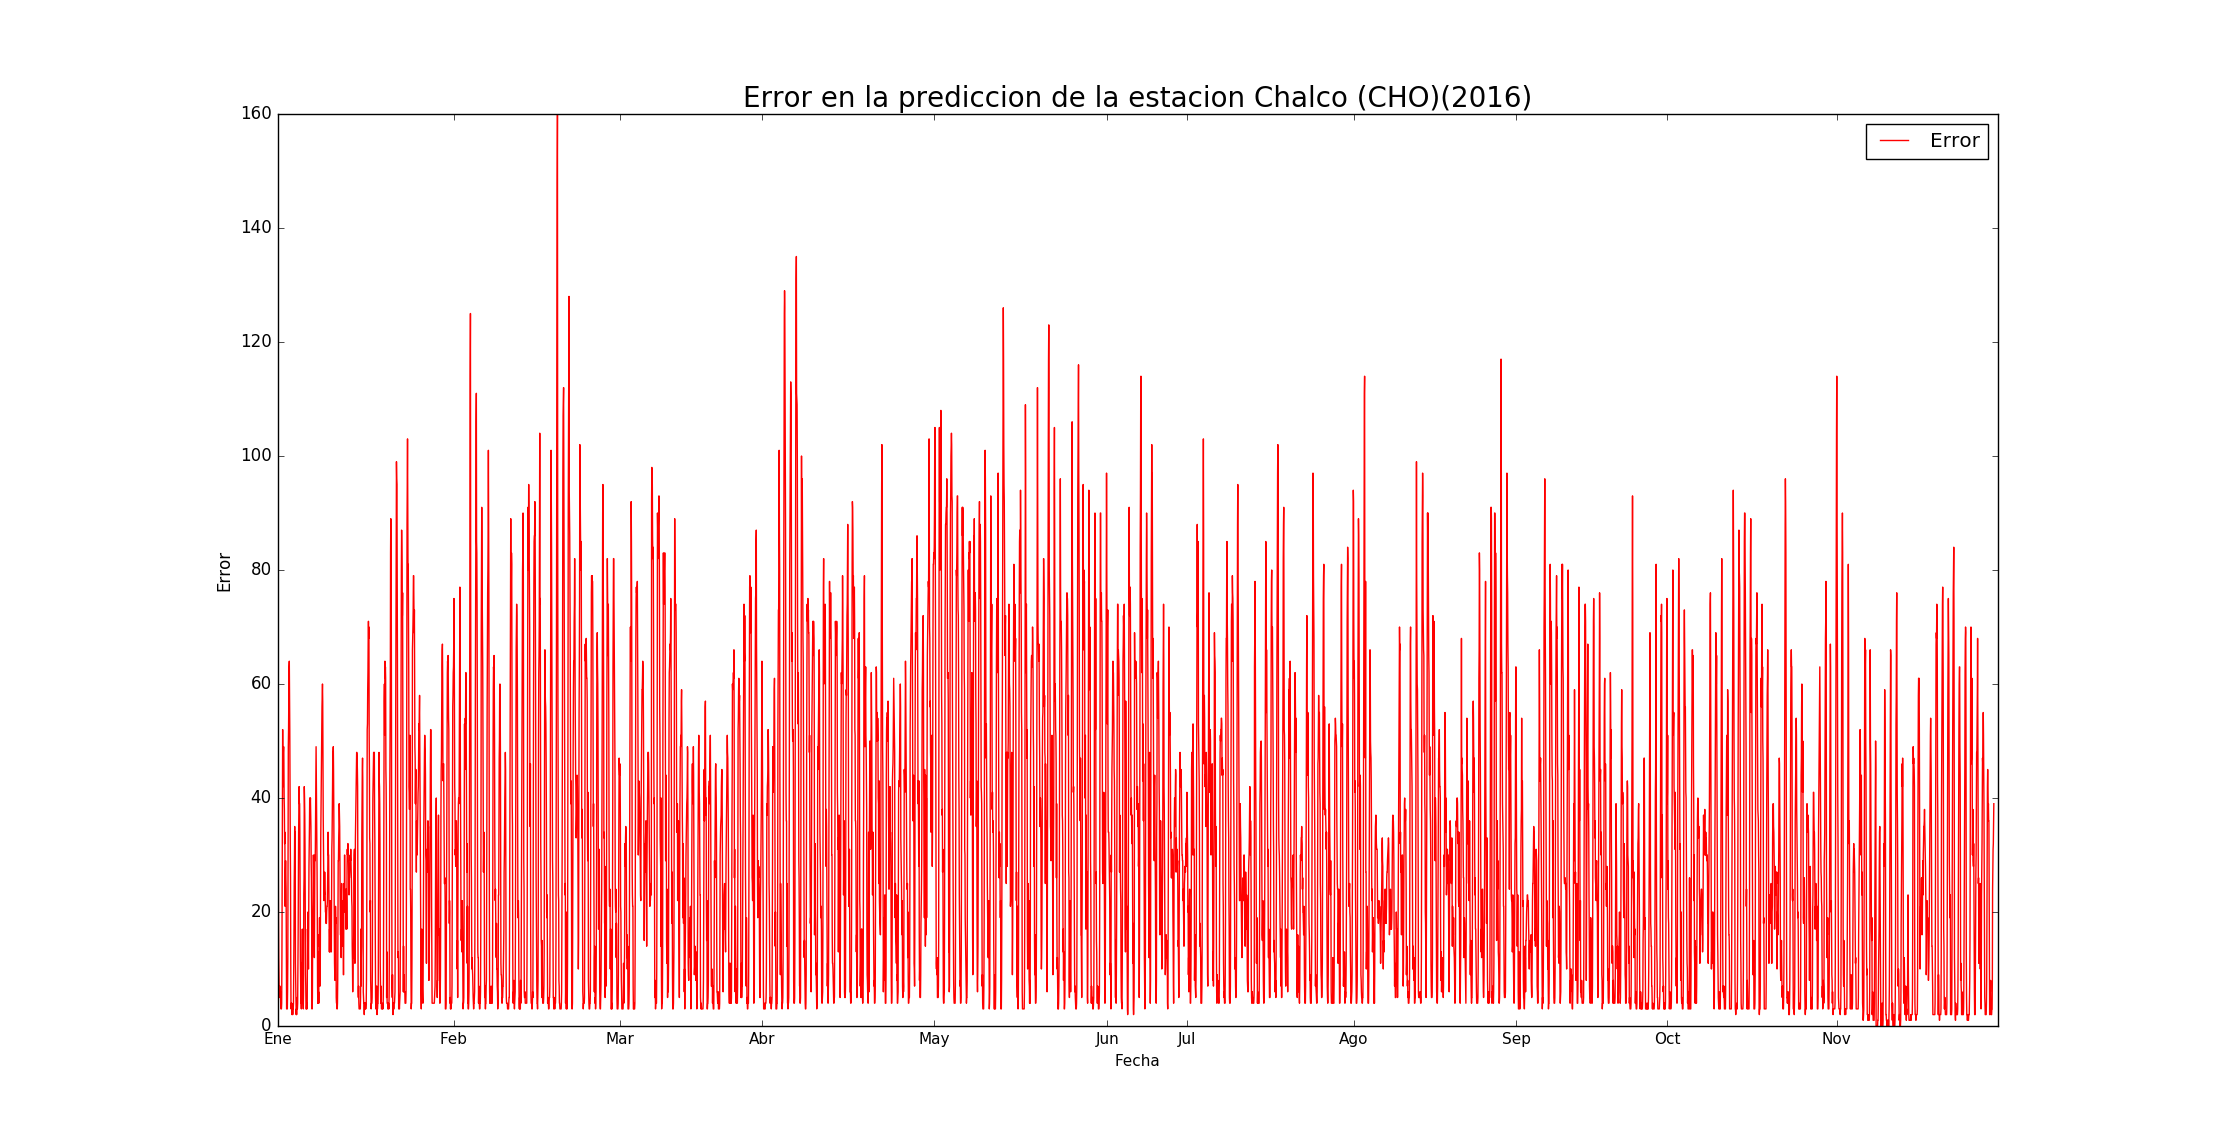 Error en la prediccion de la estacion Chalco (CHO)(2016)
Error
160
140
120
100
80
60
40
20
0
Error
Ene Feb Mar Abr May Jun Jul Ago Sep Oct Nov
Fecha